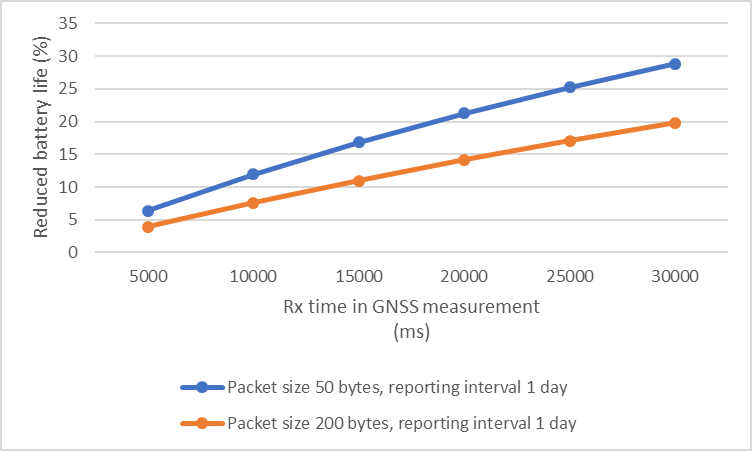 Reduced battery life (%)
35
30
25
20
15
10
5
0
5000 10000 15000 20000 25000 30000
Rx time in GNSS measurement
(ms)
Packet size 50 bytes, reporting interval 1 day
Packet size 200 bytes, reporting interval 1 day